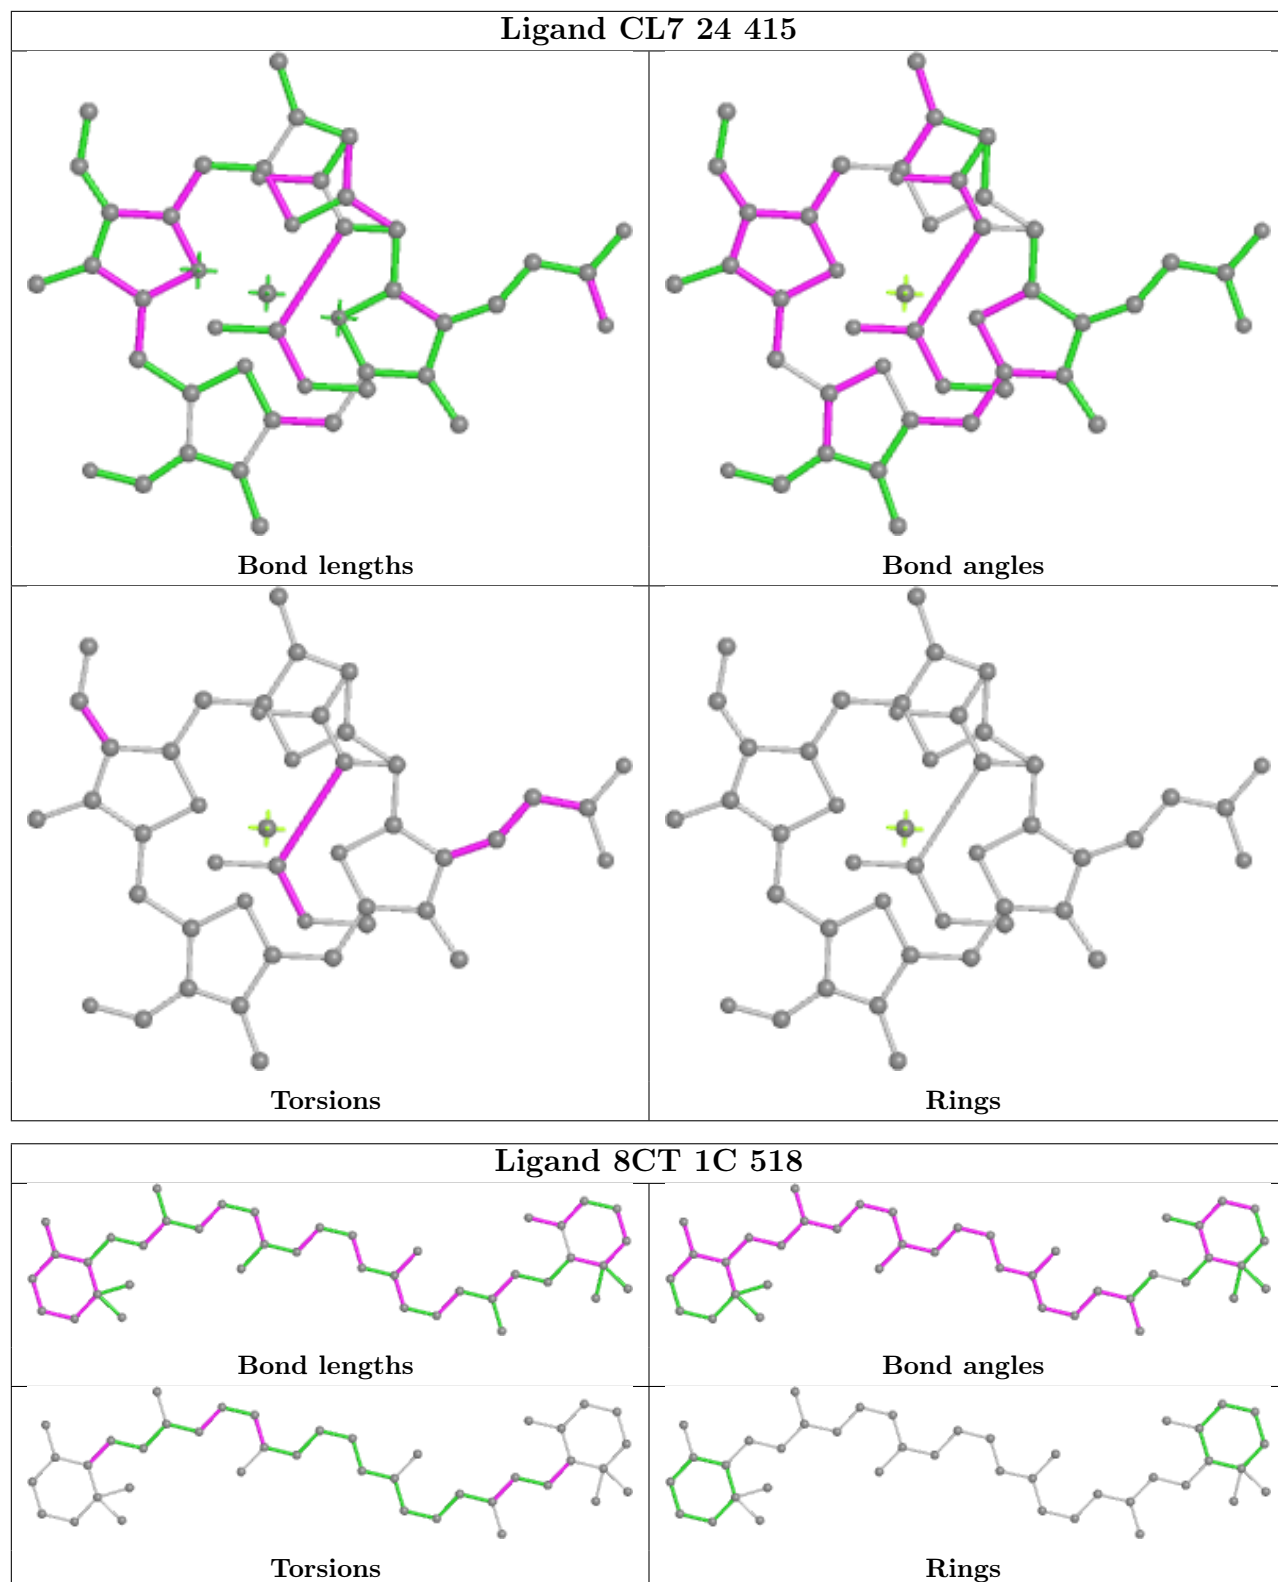 Ligand CL7 24 415
Bond lengths
Bond angles
Torsions
Rings
Ligand 8CT 1C 518
Bond lengths
Bond angles
Torsions
Rings